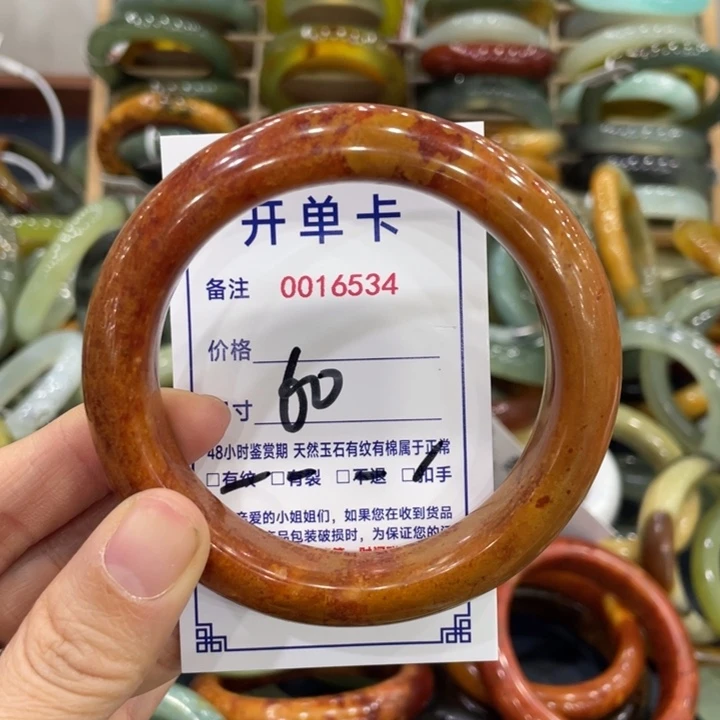 开单卡
备注 0016534
价格
寸 60
48小时鉴赏期 天然玉石有纹有棉属于正常
□有纹 □有裂 □不退 □扣手
亲爱的小姐姐们，如果您在收到货品
品包装破损时，为保证您的